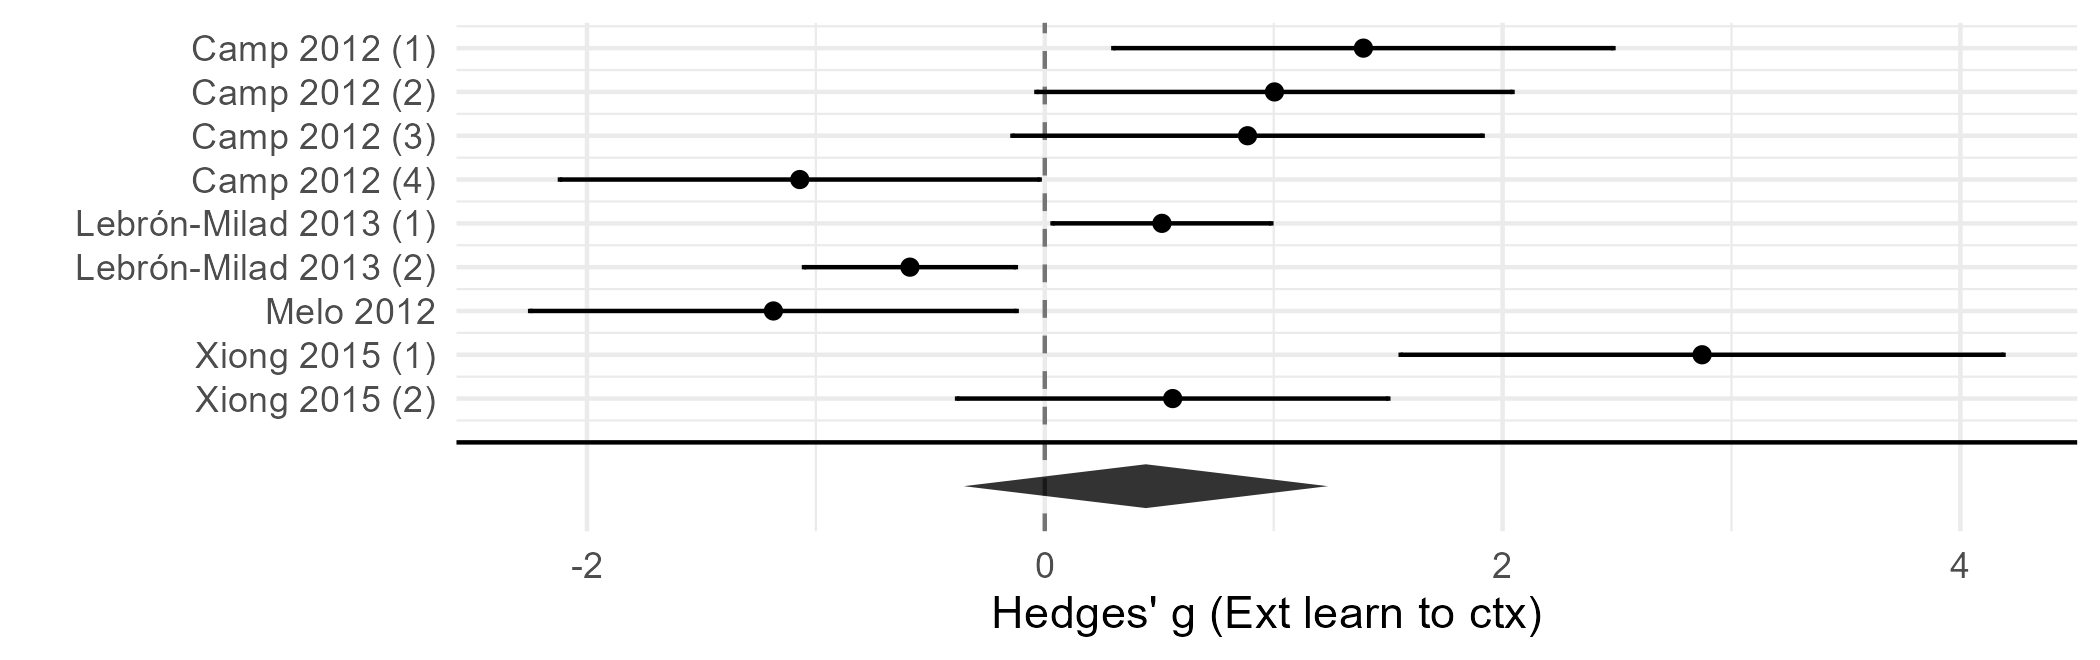 Camp 2012 (1)
Camp 2012 (2)
Camp 2012 (3)
Camp 2012 (4)
Lebrón-Milad 2013 (1)
Lebrón-Milad 2013 (2)
Melo 2012
Xiong 2015 (1)
Xiong 2015 (2)
-2 0 2 4
Hedges' g (Ext learn to ctx)